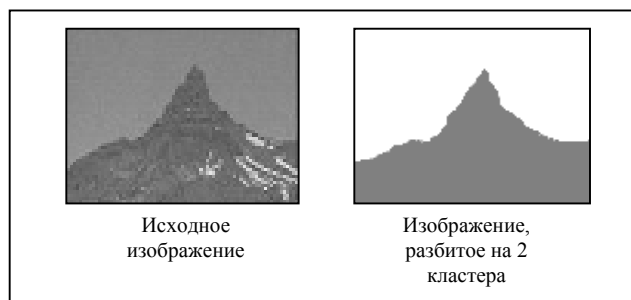 Исходное
изображение
Изображение,
разбитое на 2
кластера